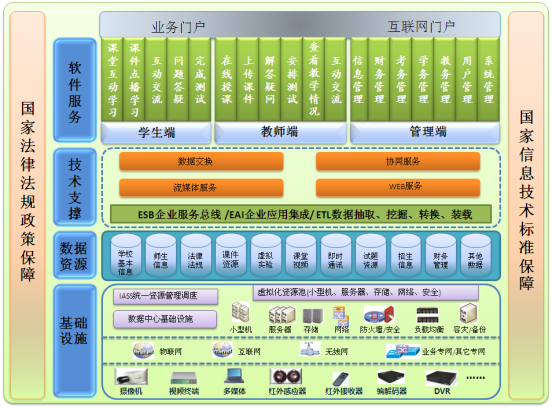 业务门户
互联网门户
国家法律法规政策保障
国家信息技术标准保障
软件服务
课堂互动学习
课件点播学习
互动交流
问题答疑
完成测试
在线授课
上传课件
解答疑问
安排测试
查看教学情况
互动交流
信息管理
财务管理
考务管理
学务管理
教务管理
用户管理
系统管理
学生端
教师端
管理端
技术支撑
数据交换
协同服务
流媒体服务
WEB服务
ESB企业服务总线 /EAI企业应用集成/ ETL数据抽取、挖掘、转换、装载
数据资源
学校基本信息
师生信息
法律法规
课件资源
虚拟实验
课堂视频
即时通讯
试题资源
招生信息
财务管理
其他数据
基础设施
IASS统一资源管理调度
虚拟化资源池(小型机、服务器、存储、网络、安全)
数据中心基础设施
小型机
服务器
存储
网络
防火墙/安全
负载均衡
容灾/备份
物联网
互联网
无线网
业务专网/其它专网
摄像机
视频终端
多媒体
红外感应器
红外接收器
编解码器
DVR
……